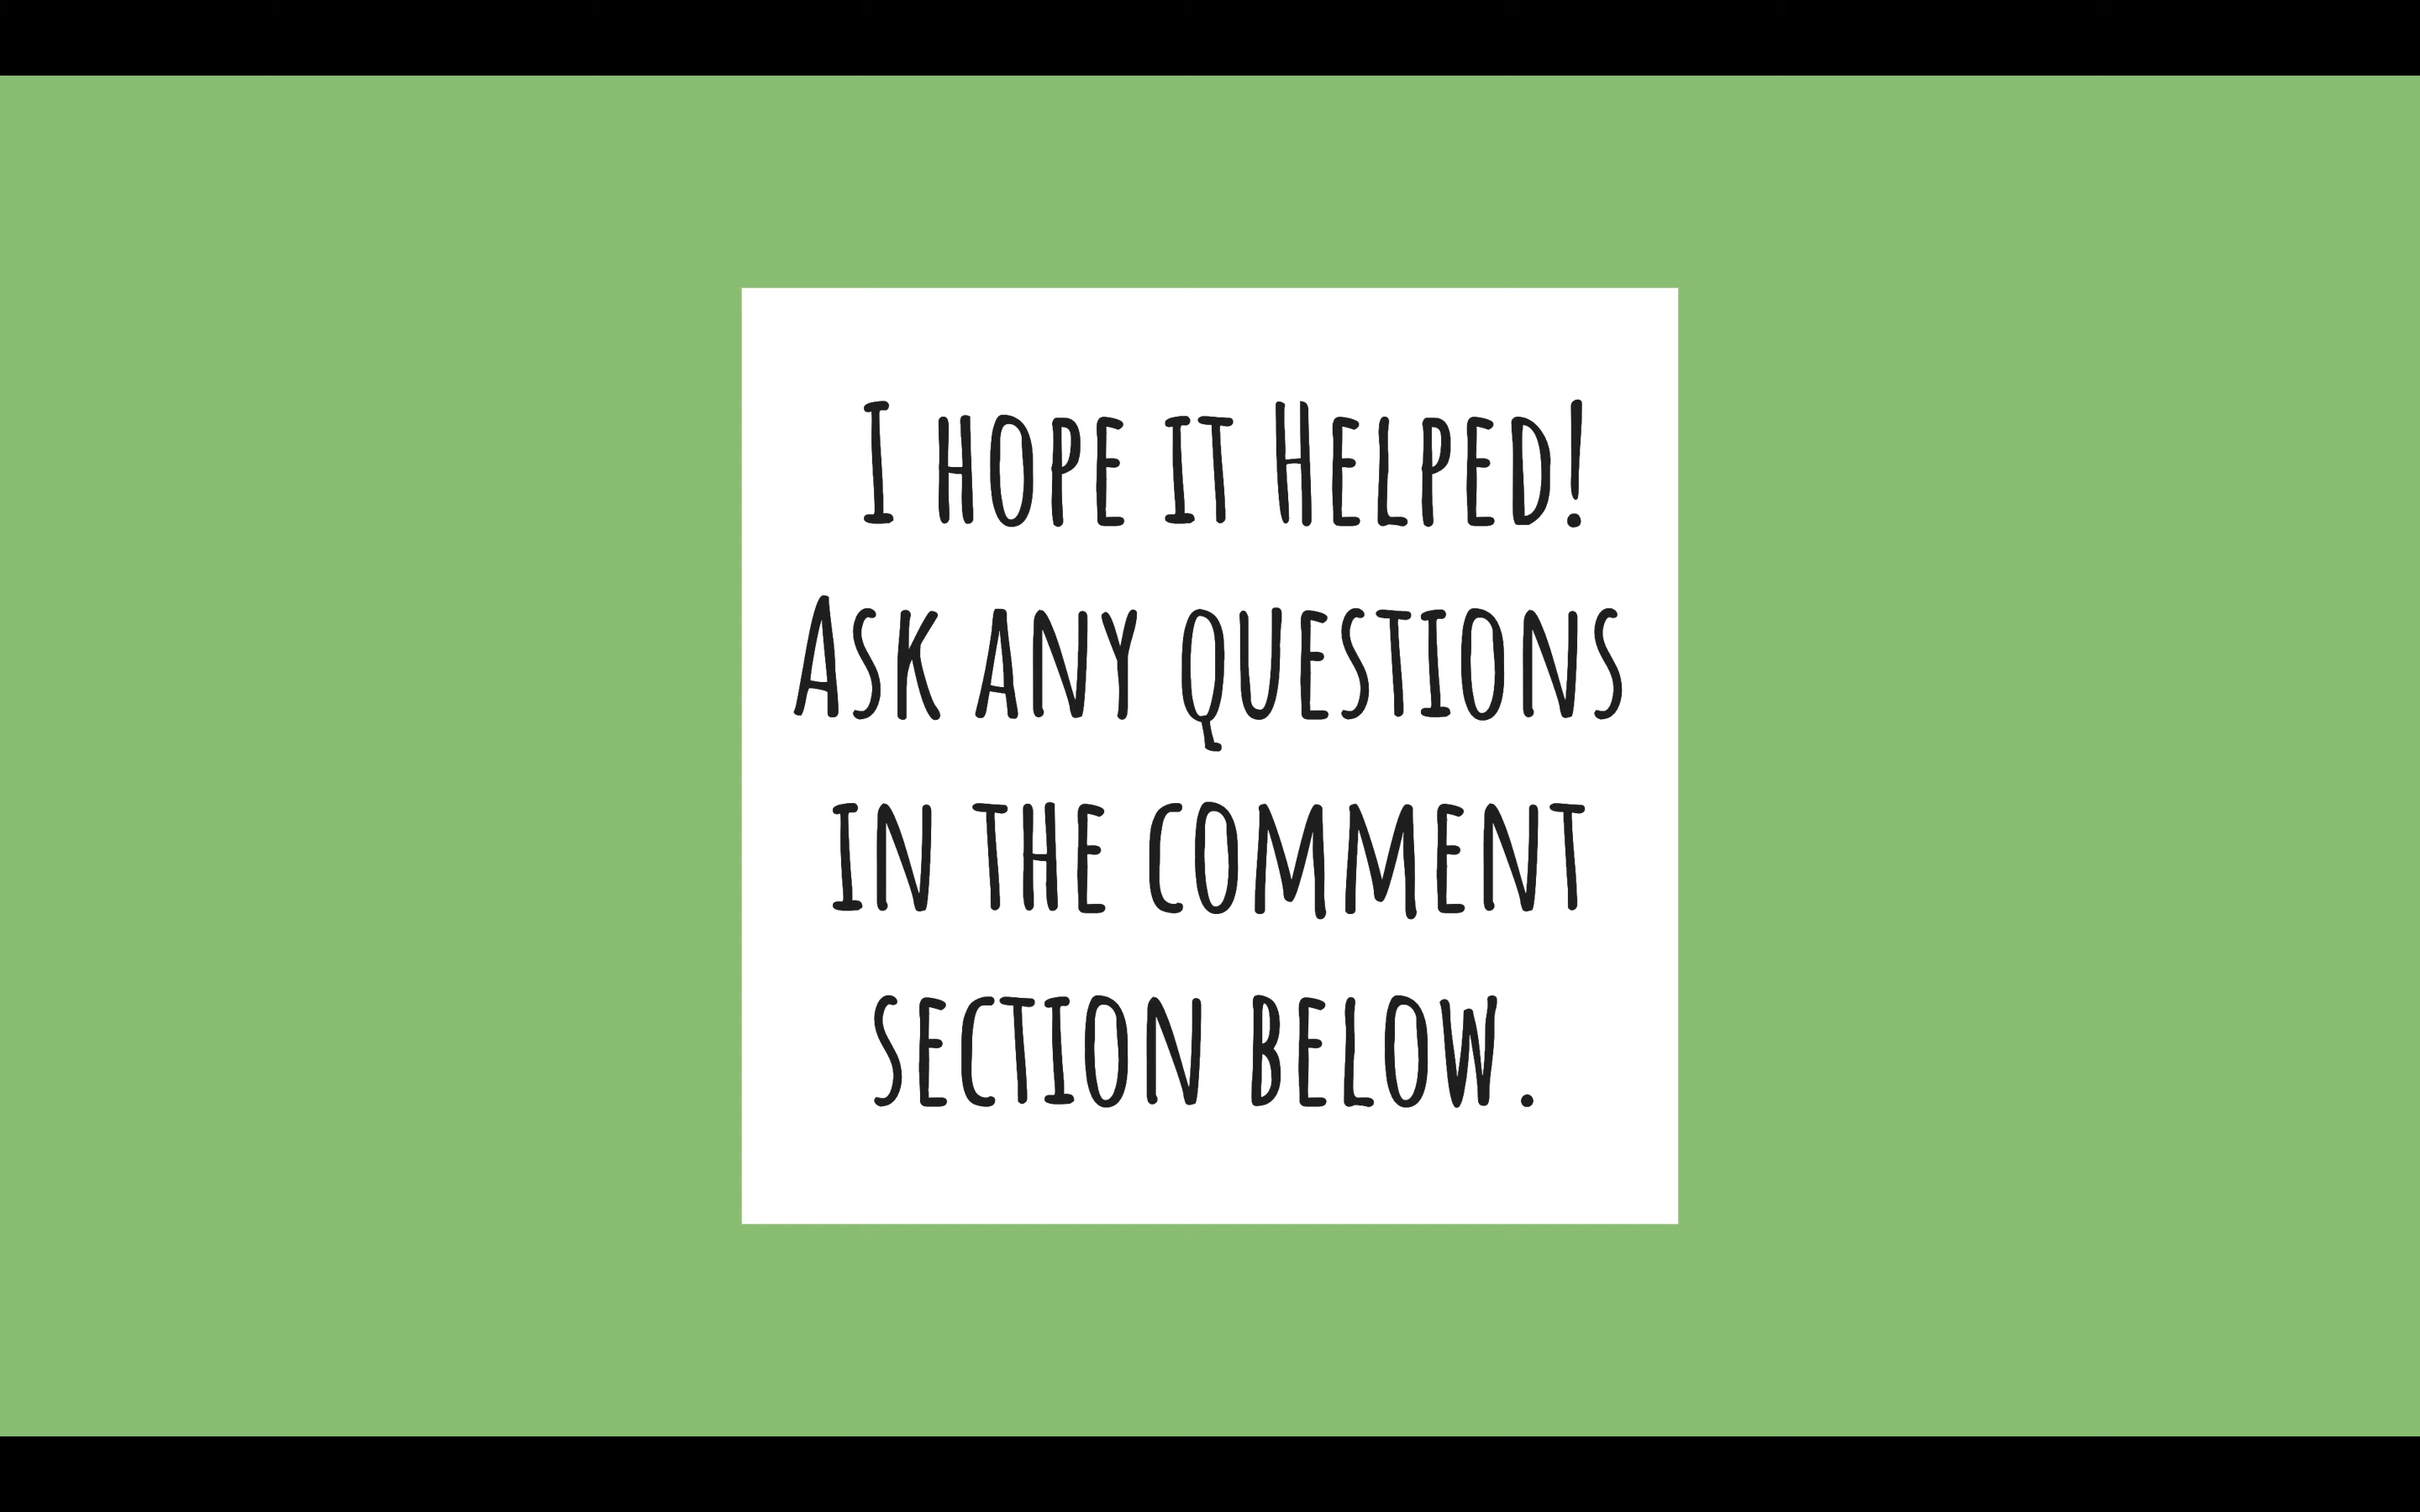 I hope it Helped!
Ask any questions
in the comment
section below.